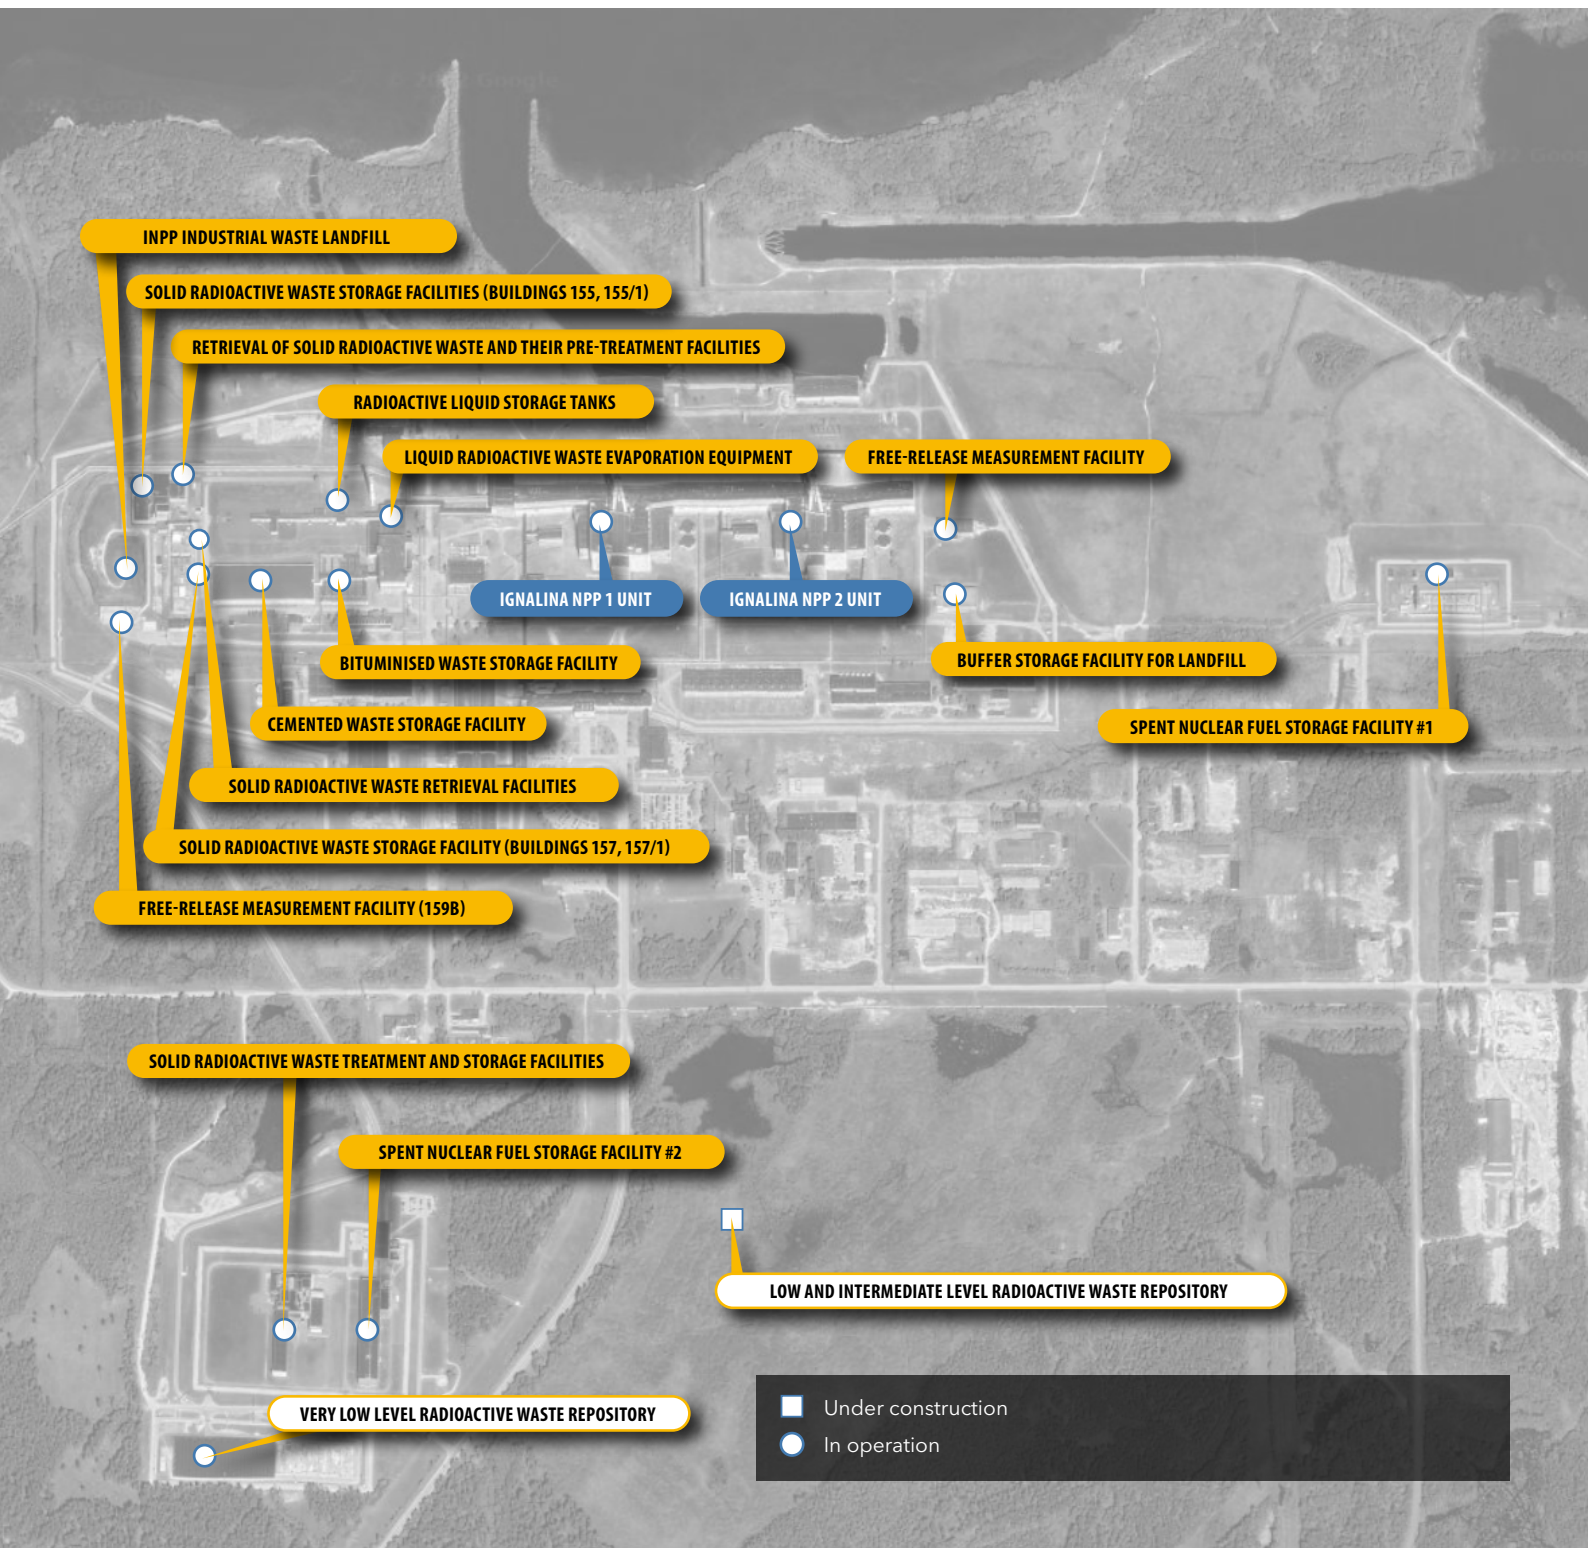 © 2022 Google
INPP INDUSTRIAL WASTE LANDFILL
SOLID RADIOACTIVE WASTE STORAGE FACILITIES (BUILDINGS 155, 155/1)
RETRIEVAL OF SOLID RADIOACTIVE WASTE AND THEIR PRE-TREATMENT FACILITIES
RADIOACTIVE LIQUID STORAGE TANKS
LIQUID RADIOACTIVE WASTE EVAPORATION EQUIPMENT
FREE-RELEASE MEASUREMENT FACILITY
IGNALINA NPP 1 UNIT
IGNALINA NPP 2 UNIT
BITUMINISED WASTE STORAGE FACILITY
BUFFER STORAGE FACILITY FOR LANDFILL
CEMENTED WASTE STORAGE FACILITY
SPENT NUCLEAR FUEL STORAGE FACILITY #1
SOLID RADIOACTIVE WASTE RETRIEVAL FACILITIES
SOLID RADIOACTIVE WASTE STORAGE FACILITY (BUILDINGS 157, 157/1)
FREE-RELEASE MEASUREMENT FACILITY (159B)
SOLID RADIOACTIVE WASTE TREATMENT AND STORAGE FACILITIES
SPENT NUCLEAR FUEL STORAGE FACILITY #2
LOW AND INTERMEDIATE LEVEL RADIOACTIVE WASTE REPOSITORY
VERY LOW LEVEL RADIOACTIVE WASTE REPOSITORY
Under construction
In operation